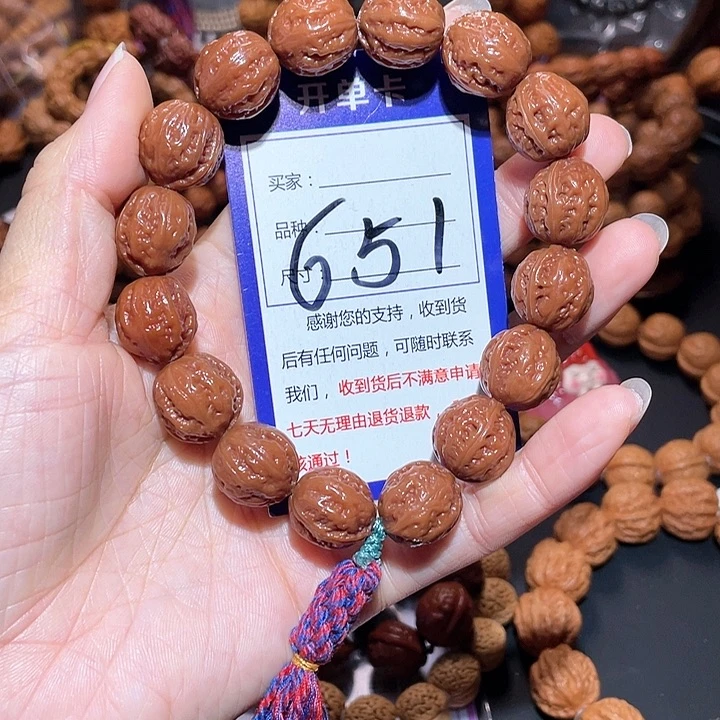 开单卡
买家：
品种：
尺寸：
651
感谢您的支持，收到货
后有任何问题，可随时联系
我们，收到货后不满意申请
七天无理由退货退款，
核通过！